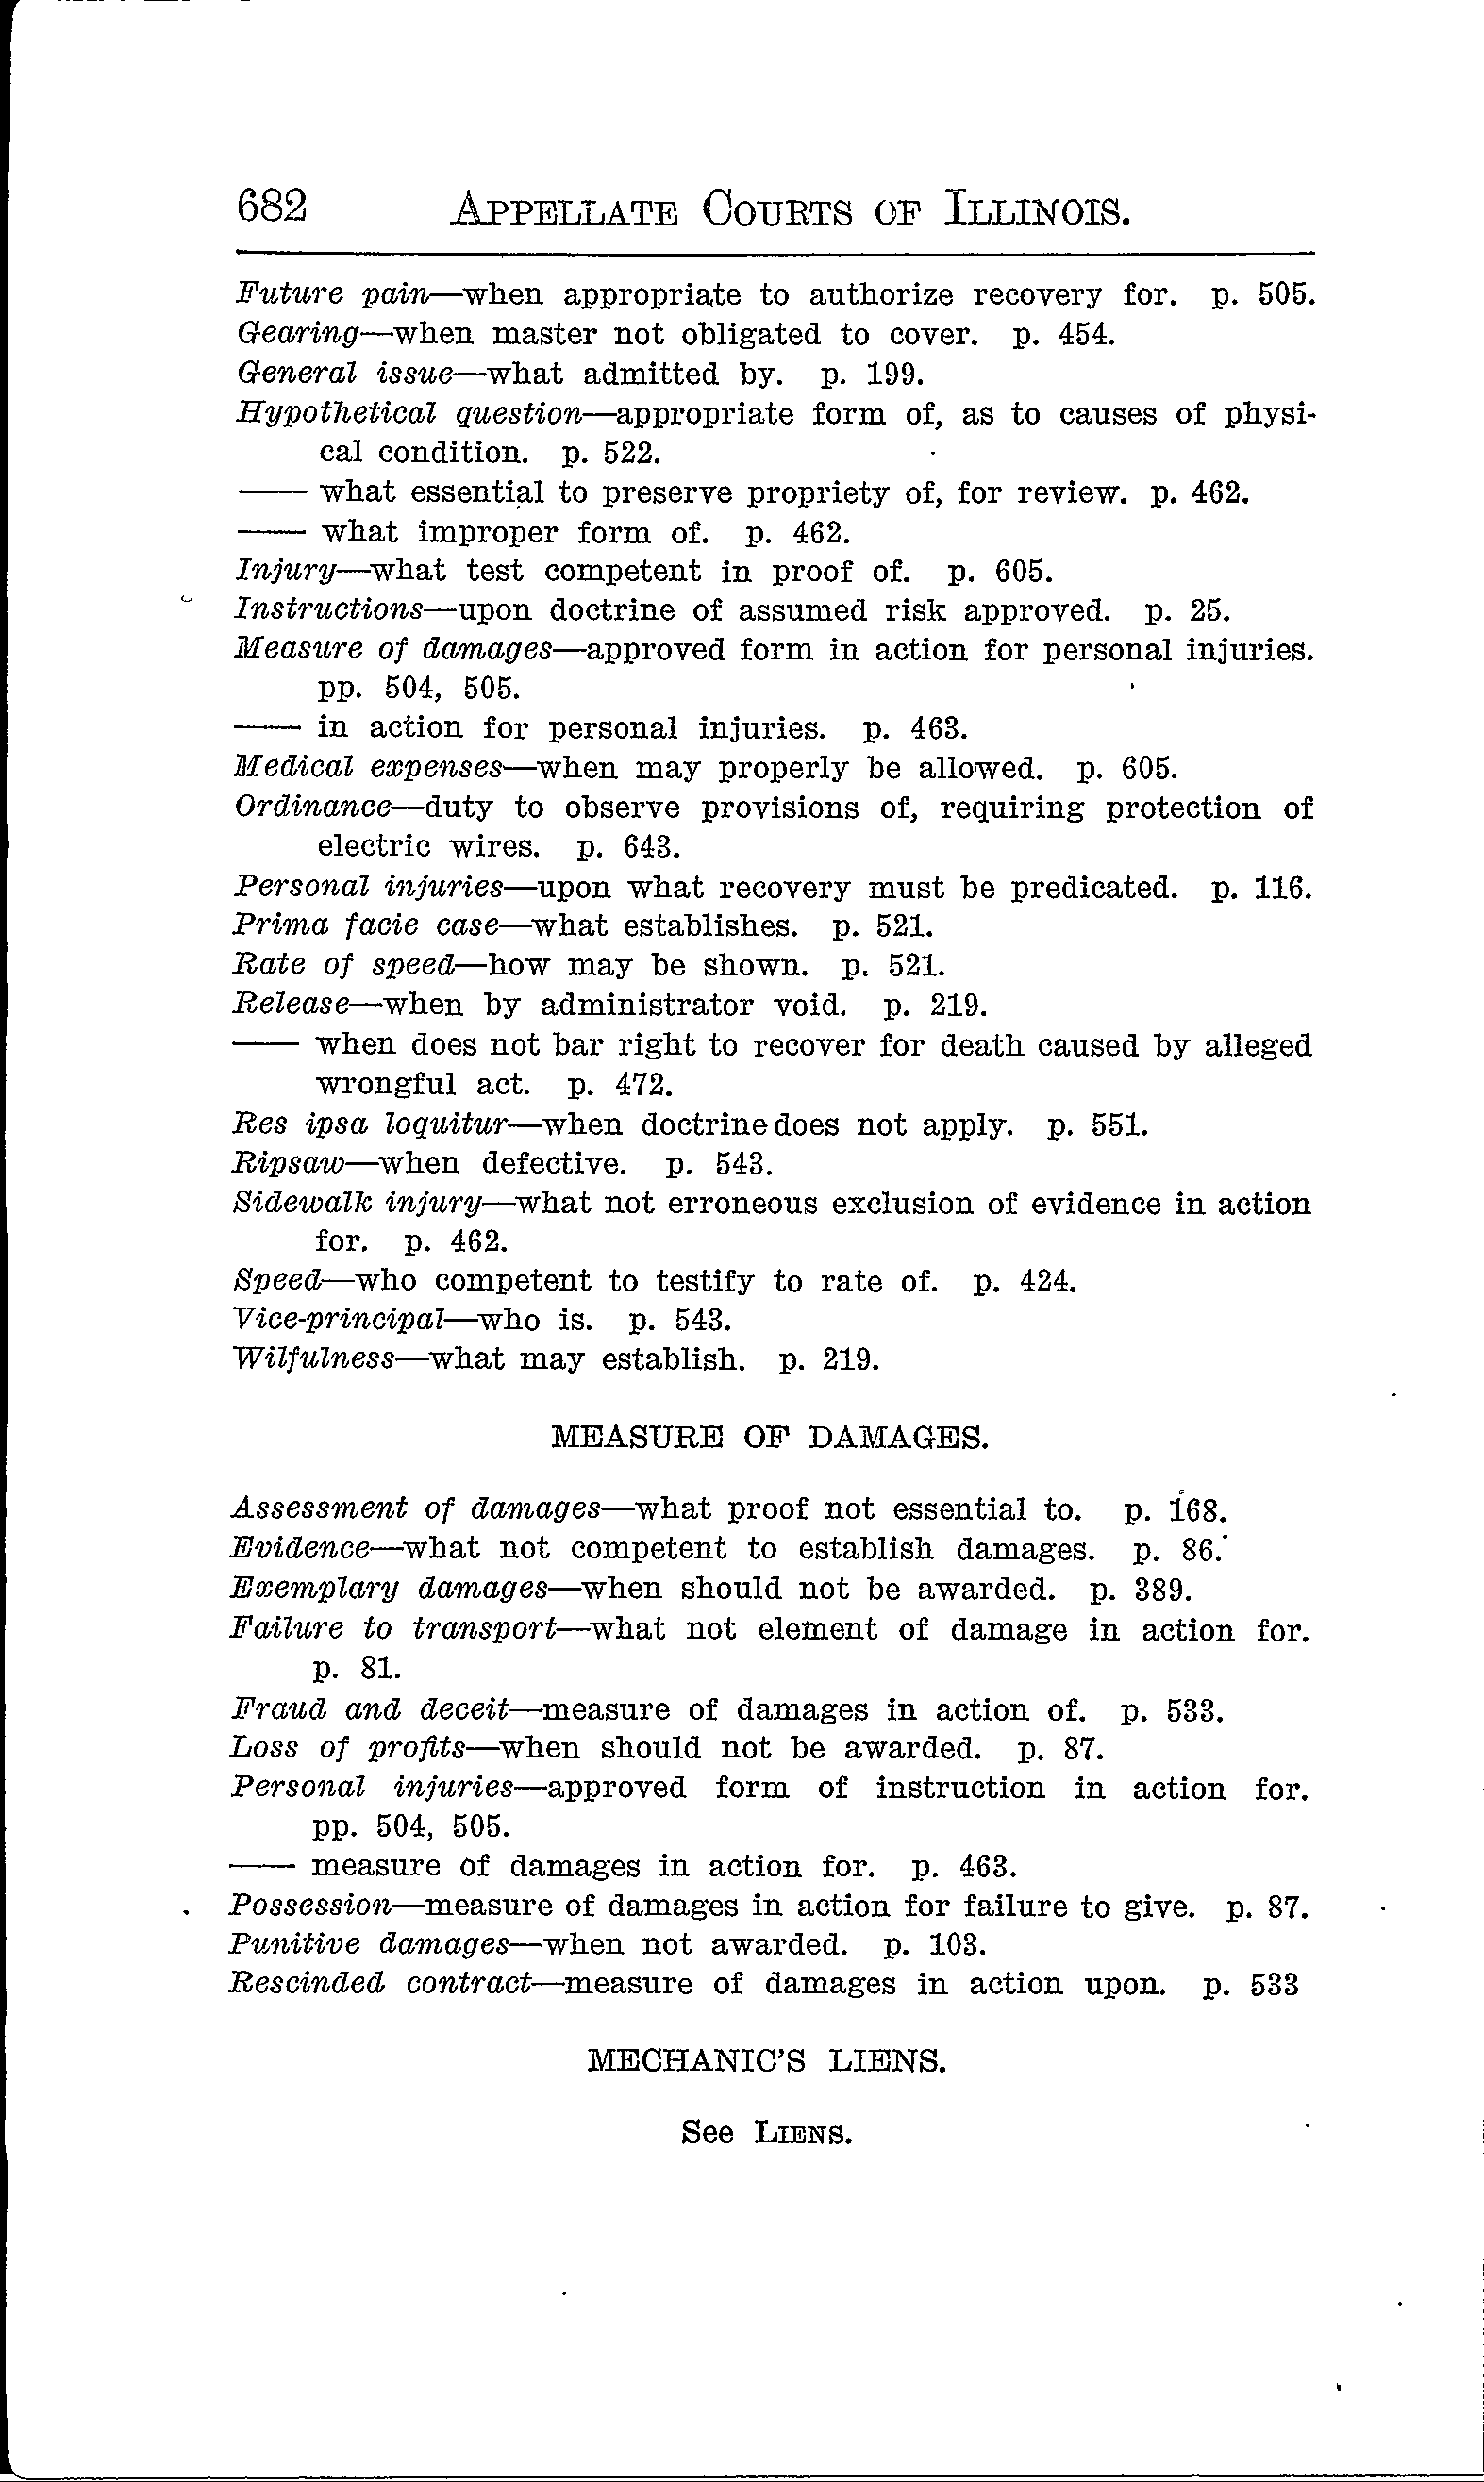 682 APPELLATE COURTS OF ILLINOIS.
Future pain—when appropriate to authorize recovery for. p. 505.
Gearing—when master not obligated to cover. p. 454.
General issue—what admitted by. p. 199.
Hypothetical question—appropriate form of, as to causes of physi-
cal condition. p. 522.
—— what essential to preserve propriety of, for review. p. 462.
—— what improper form of. p. 462.
Injury—what test competent in proof of. p. 605.
Instructions—upon doctrine of assumed risk approved. p. 25.
Measure of damages—approved form in action for personal injuries.
pp. 504, 505.
—— in action for personal injuries. p. 463.
Medical expenses—when may properly be allowed. p. 605.
Ordinance—duty to observe provisions of, requiring protection of
electric wires. p. 643.
Personal injuries—upon what recovery must be predicated. p. 116.
Prima facie case—what establishes. p. 521.
Rate of speed—how may be shown. p. 521.
Release—when by administrator void. p. 219.
—— when does not bar right to recover for death caused by alleged
wrongful act. p. 472.
Res ipsa loquitur—when doctrine does not apply. p. 551.
Ripsaw—when defective. p. 543.
Sidewalk injury—what not erroneous exclusion of evidence in action
for. p. 462.
Speed—who competent to testify to rate of. p. 424.
Vice-principal—who is. p. 543.
Wilfulness—what may establish. p. 219.
MEASURE OF DAMAGES.
Assessment of damages—what proof not essential to. p. 168.
Evidence—what not competent to establish damages. p. 86.
Exemplary damages—when should not be awarded. p. 389.
Failure to transport—what not element of damage in action for.
p. 81.
Fraud and deceit—measure of damages in action of. p. 533.
Loss of profits—when should not be awarded. p. 87.
Personal injuries—approved form of instruction in action for.
pp. 504, 505.
—— measure of damages in action for. p. 463.
Possession—measure of damages in action for failure to give. p. 87.
Punitive damages—when not awarded. p. 103.
Rescinded contract—measure of damages in action upon. p. 533
MECHANIC'S LIENS.
See LIENS.